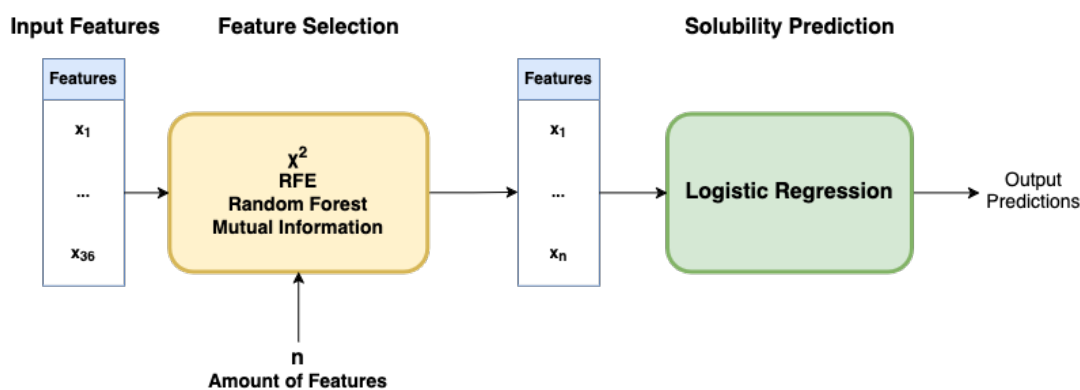 Input Features
Feature Selection
Solubility Prediction
Features
x1
...
x36
χ2
RFE
Random Forest
Mutual Information
n
Amount of Features
Features
x1
...
xn
Logistic Regression
Output
Predictions